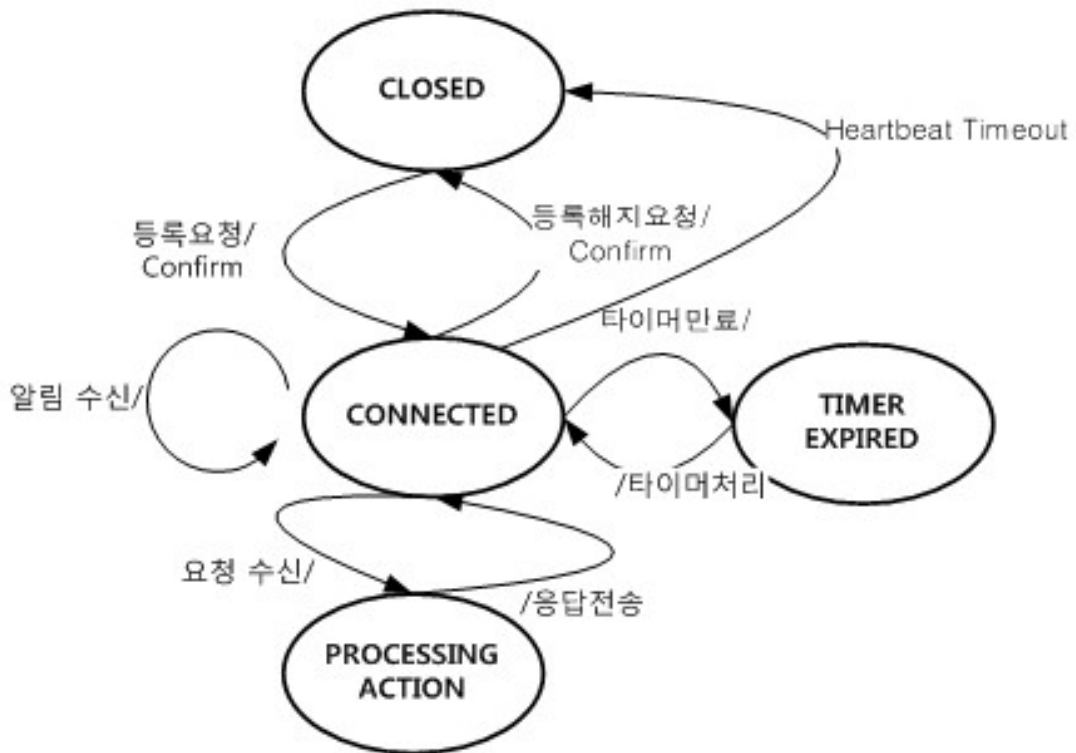 CLOSED
Heartbeat Timeout
등록요청/
Confirm
등록해지요청/
Confirm
타이머만료/
알림 수신/
CONNECTED
TIMER
EXPIRED
/타이머처리
요청 수신/
/응답전송
PROCESSING
ACTION